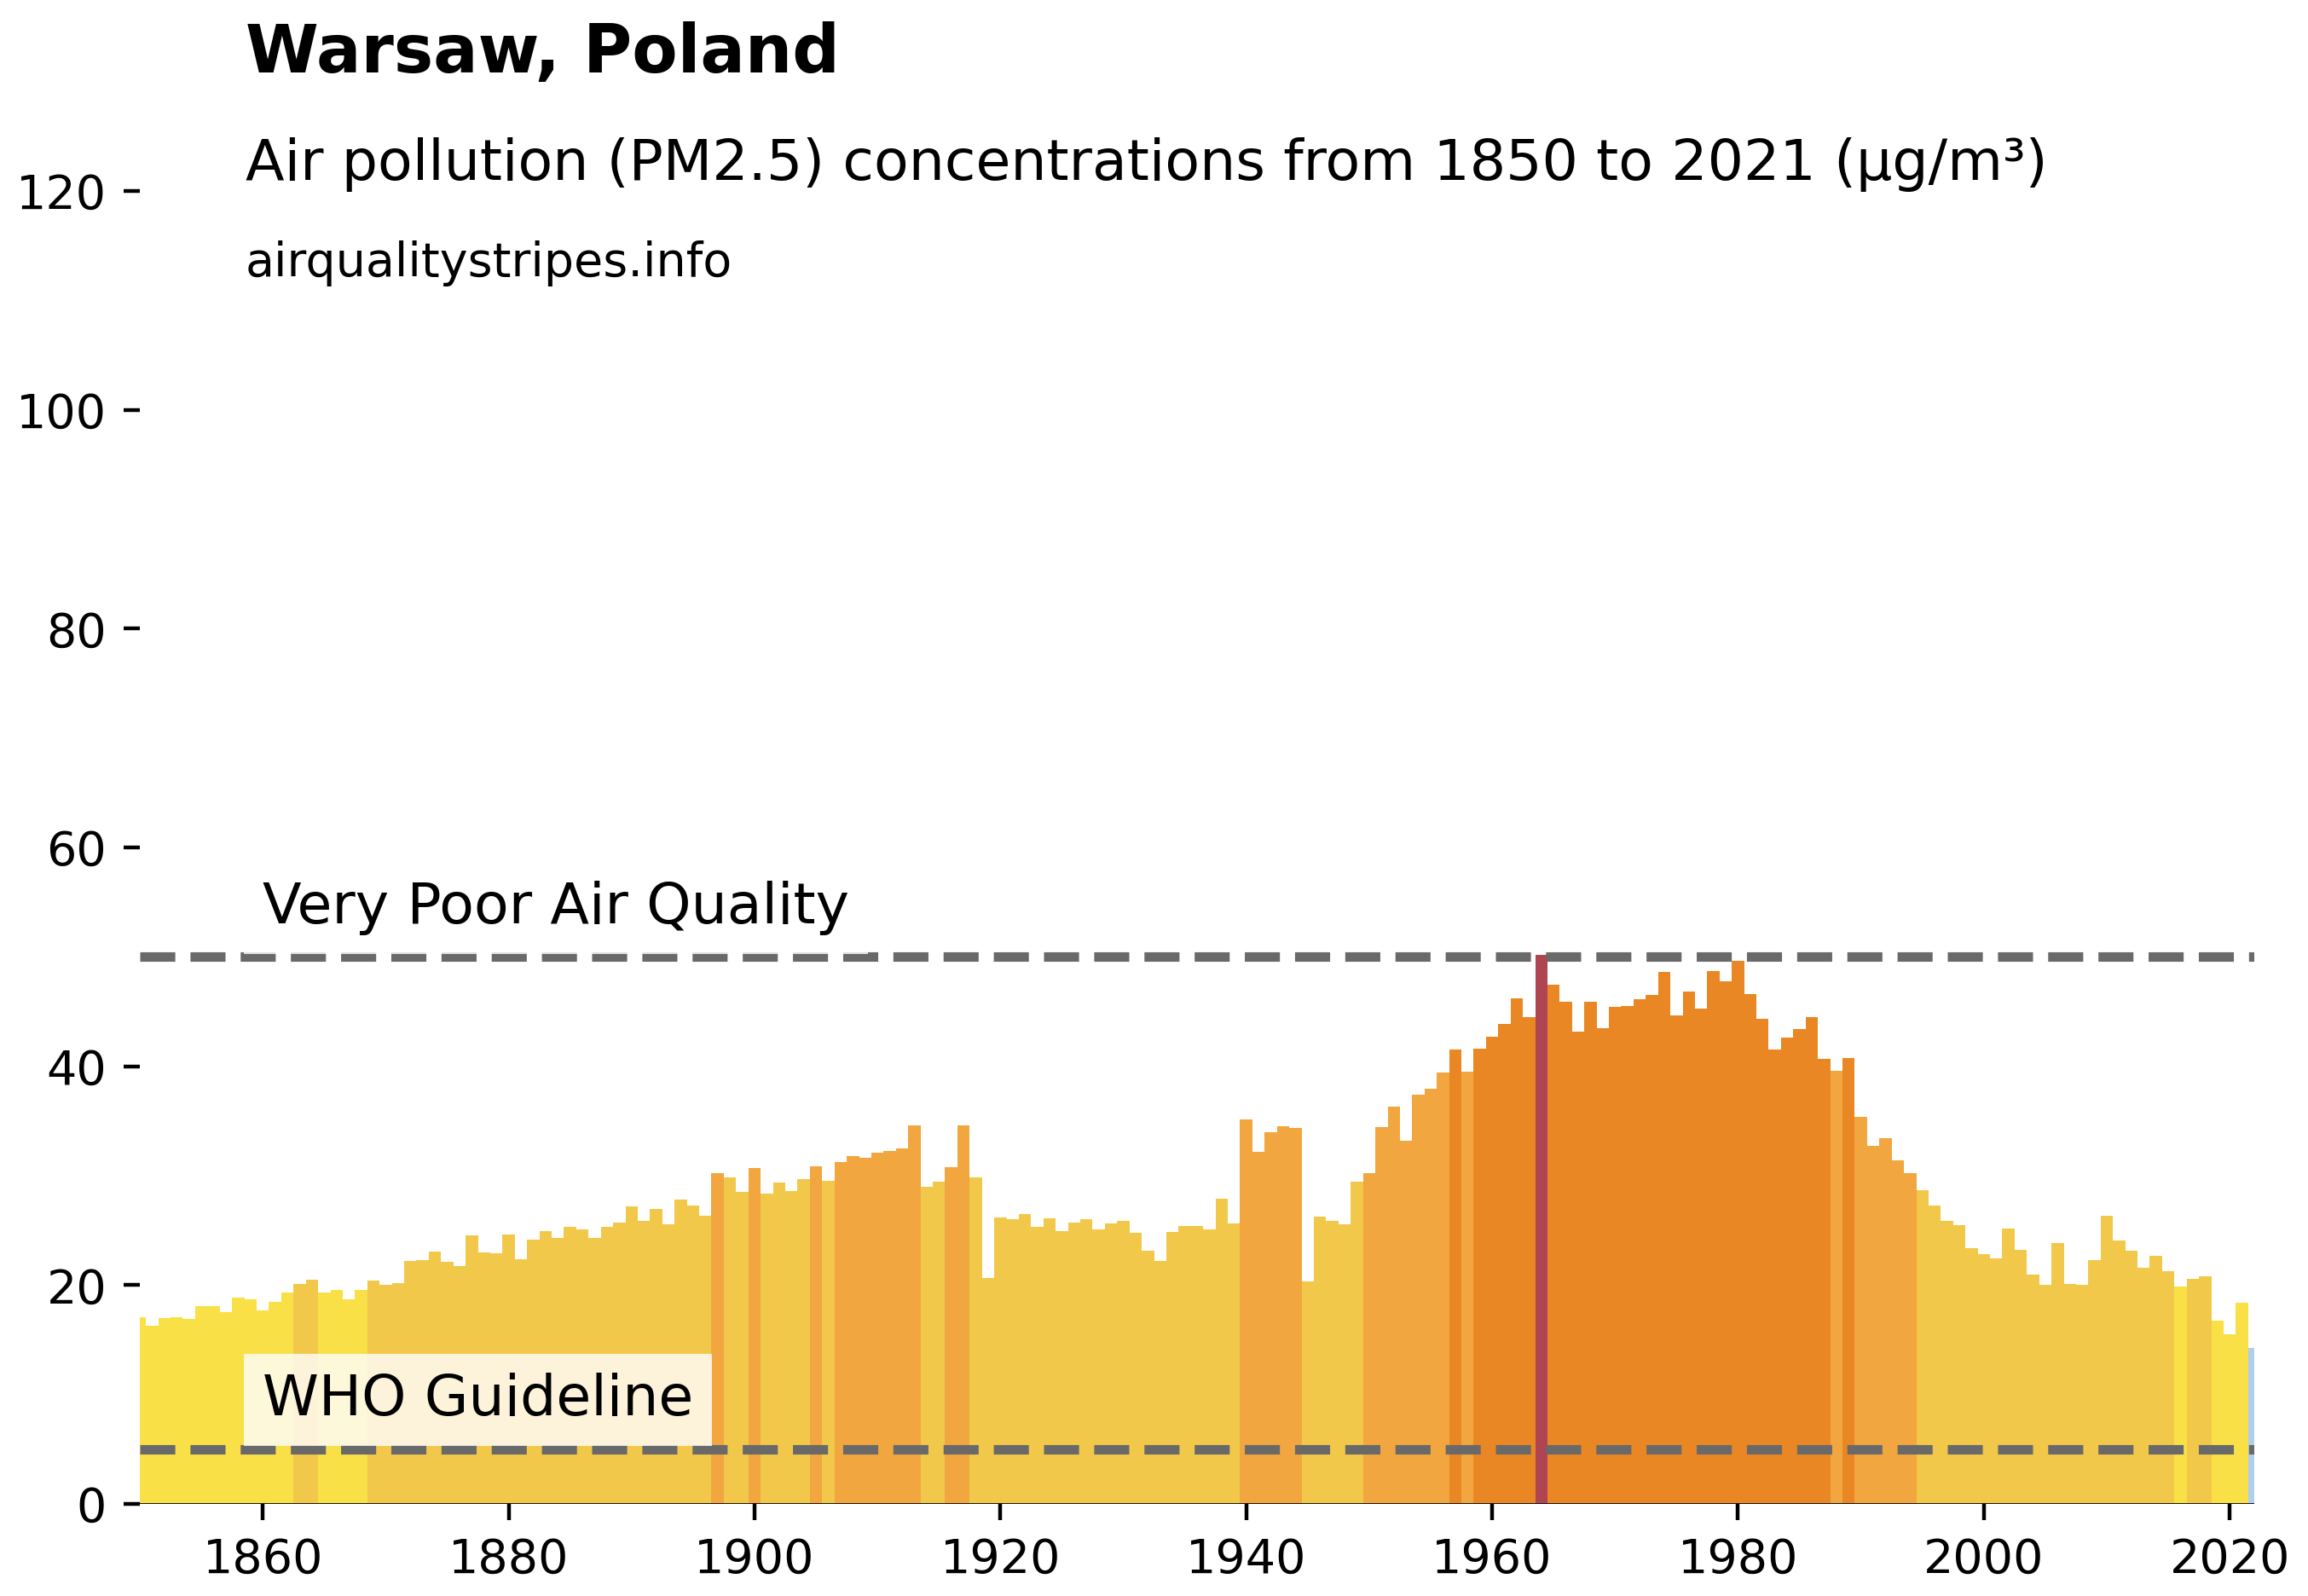 Warsaw, Poland
Air pollution (PM2.5) concentrations from 1850 to 2021 (µg/m³)
airqualitystripes.info
120
100
80
60
Very Poor Air Quality
40
20
WHO Guideline
0
1860 1880 1900 1920 1940 1960 1980 2000 2020